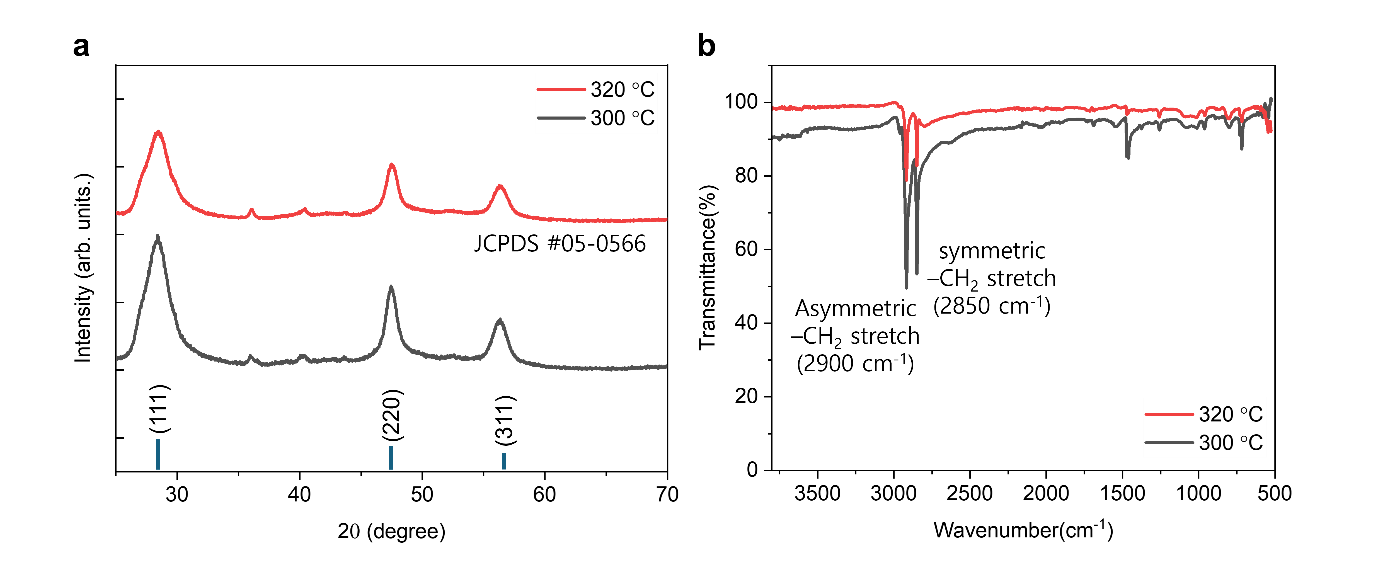 a
320 °C
300 °C
JCPDS #05-0566
Intensity (arb. units.)
(111)
(220)
(311)
30
40
50
60
70
2θ (degree)
b
100
80
60
40
20
0
Transmittance(%)
symmetric
–CH₂ stretch
(2850 cm⁻¹)
Asymmetric
–CH₂ stretch
(2900 cm⁻¹)
320 °C
300 °C
3500
3000
2500
2000
1500
1000
500
Wavenumber(cm⁻¹)